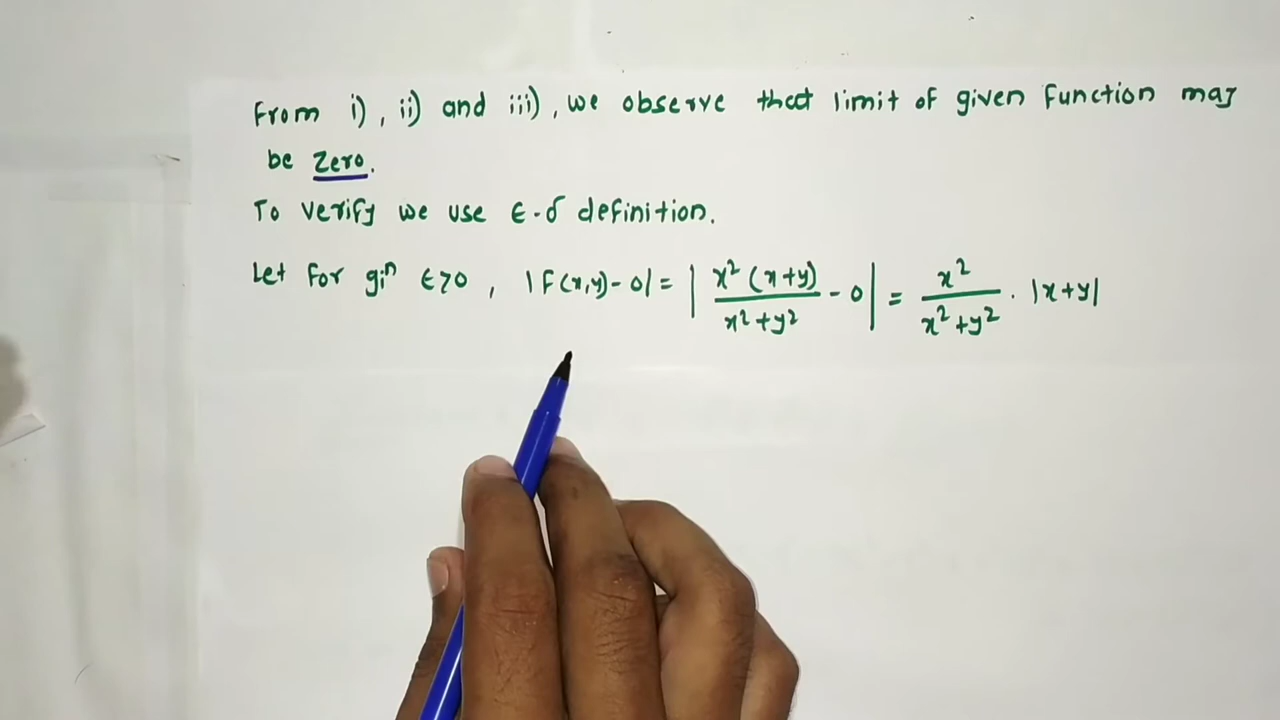 From i), ii) and iii), we observe that limit of given function may
be Zero.
To verify we use ϵ-δ definition.
Let for giⁿ ϵ>0, |F(x,y)-0| = | x²(x+y) / x²+y² - 0 | = x² / x²+y² · |x+y|